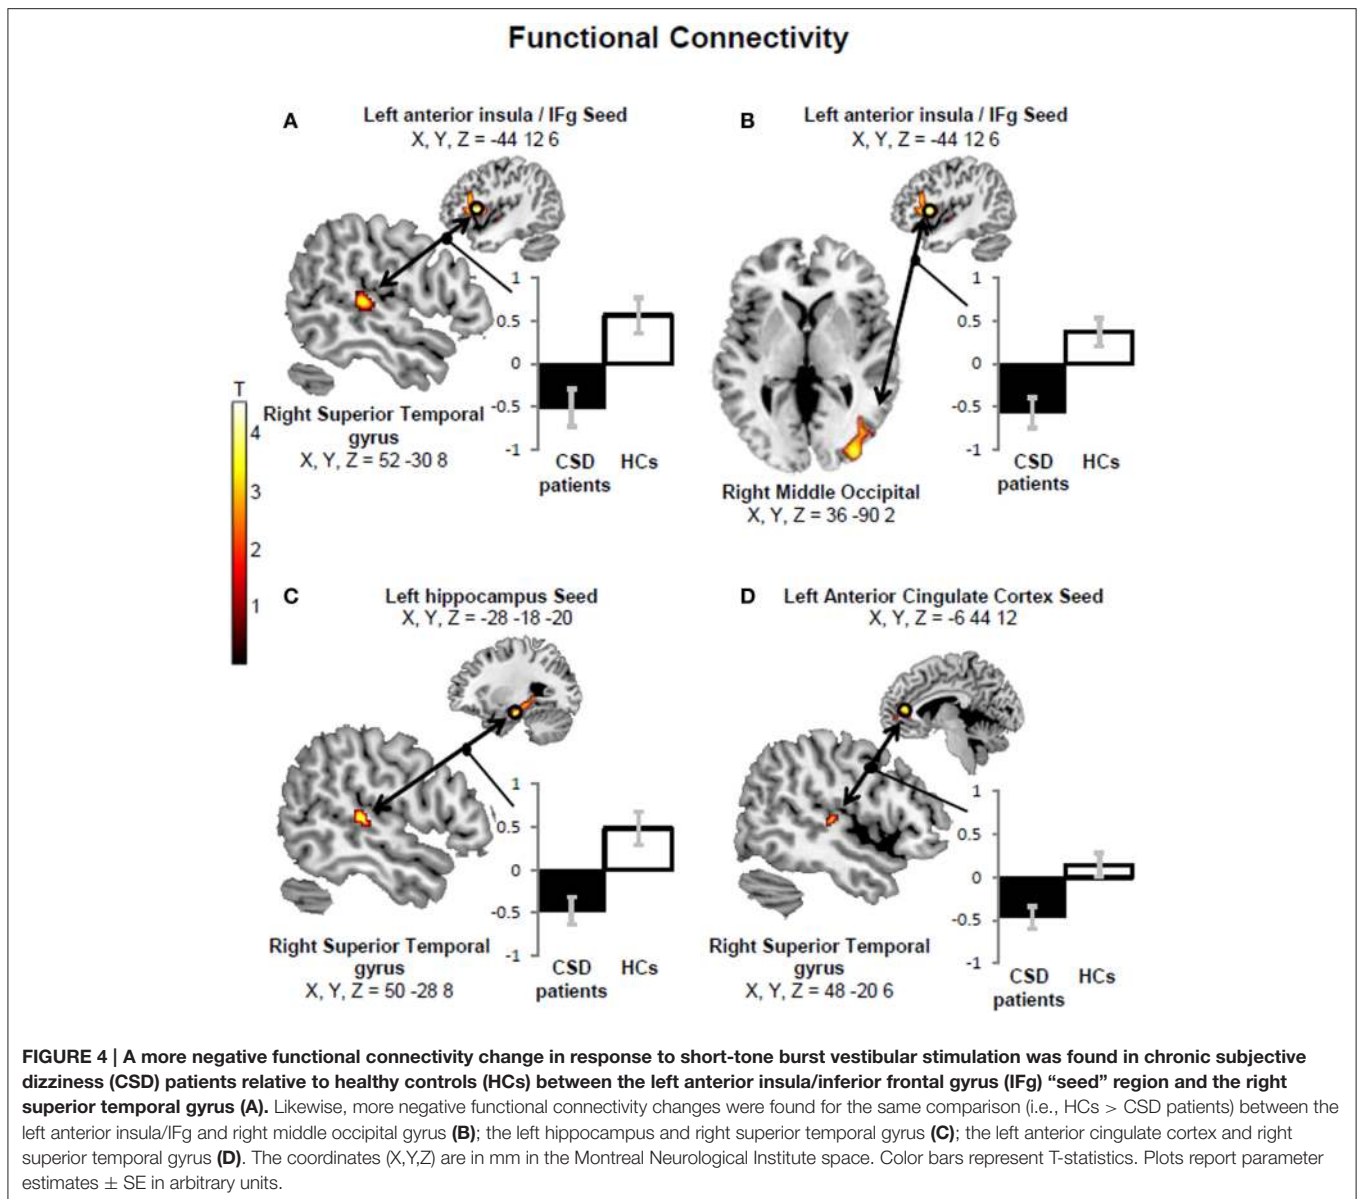 Functional Connectivity
A
Left anterior insula / IFg Seed
X, Y, Z = -44 12 6
1
0.5
0
-0.5
-1
CSD patients
HCs
Right Superior Temporal
gyrus
X, Y, Z = 52 -30 8
T
4
3
2
1
B
Left anterior insula / IFg Seed
X, Y, Z = -44 12 6
1
0.5
0
-0.5
-1
CSD patients
HCs
Right Middle Occipital
X, Y, Z = 36 -90 2
C
Left hippocampus Seed
X, Y, Z = -28 -18 -20
1
0.5
0
-0.5
-1
CSD patients
HCs
Right Superior Temporal
gyrus
X, Y, Z = 50 -28 8
D
Left Anterior Cingulate Cortex Seed
X, Y, Z = -6 44 12
1
0.5
0
-0.5
-1
CSD patients
HCs
Right Superior Temporal
gyrus
X, Y, Z = 48 -20 6
FIGURE 4 | A more negative functional connectivity change in response to short-tone burst vestibular stimulation was found in chronic subjective
dizziness (CSD) patients relative to healthy controls (HCs) between the left anterior insula/inferior frontal gyrus (IFg) “seed” region and the right
superior temporal gyrus (A). Likewise, more negative functional connectivity changes were found for the same comparison (i.e., HCs > CSD patients) between the
left anterior insula/IFg and right middle occipital gyrus (B); the left hippocampus and right superior temporal gyrus (C); the left anterior cingulate cortex and right
superior temporal gyrus (D). The coordinates (X,Y,Z) are in mm in the Montreal Neurological Institute space. Color bars represent T-statistics. Plots report parameter
estimates ± SE in arbitrary units.